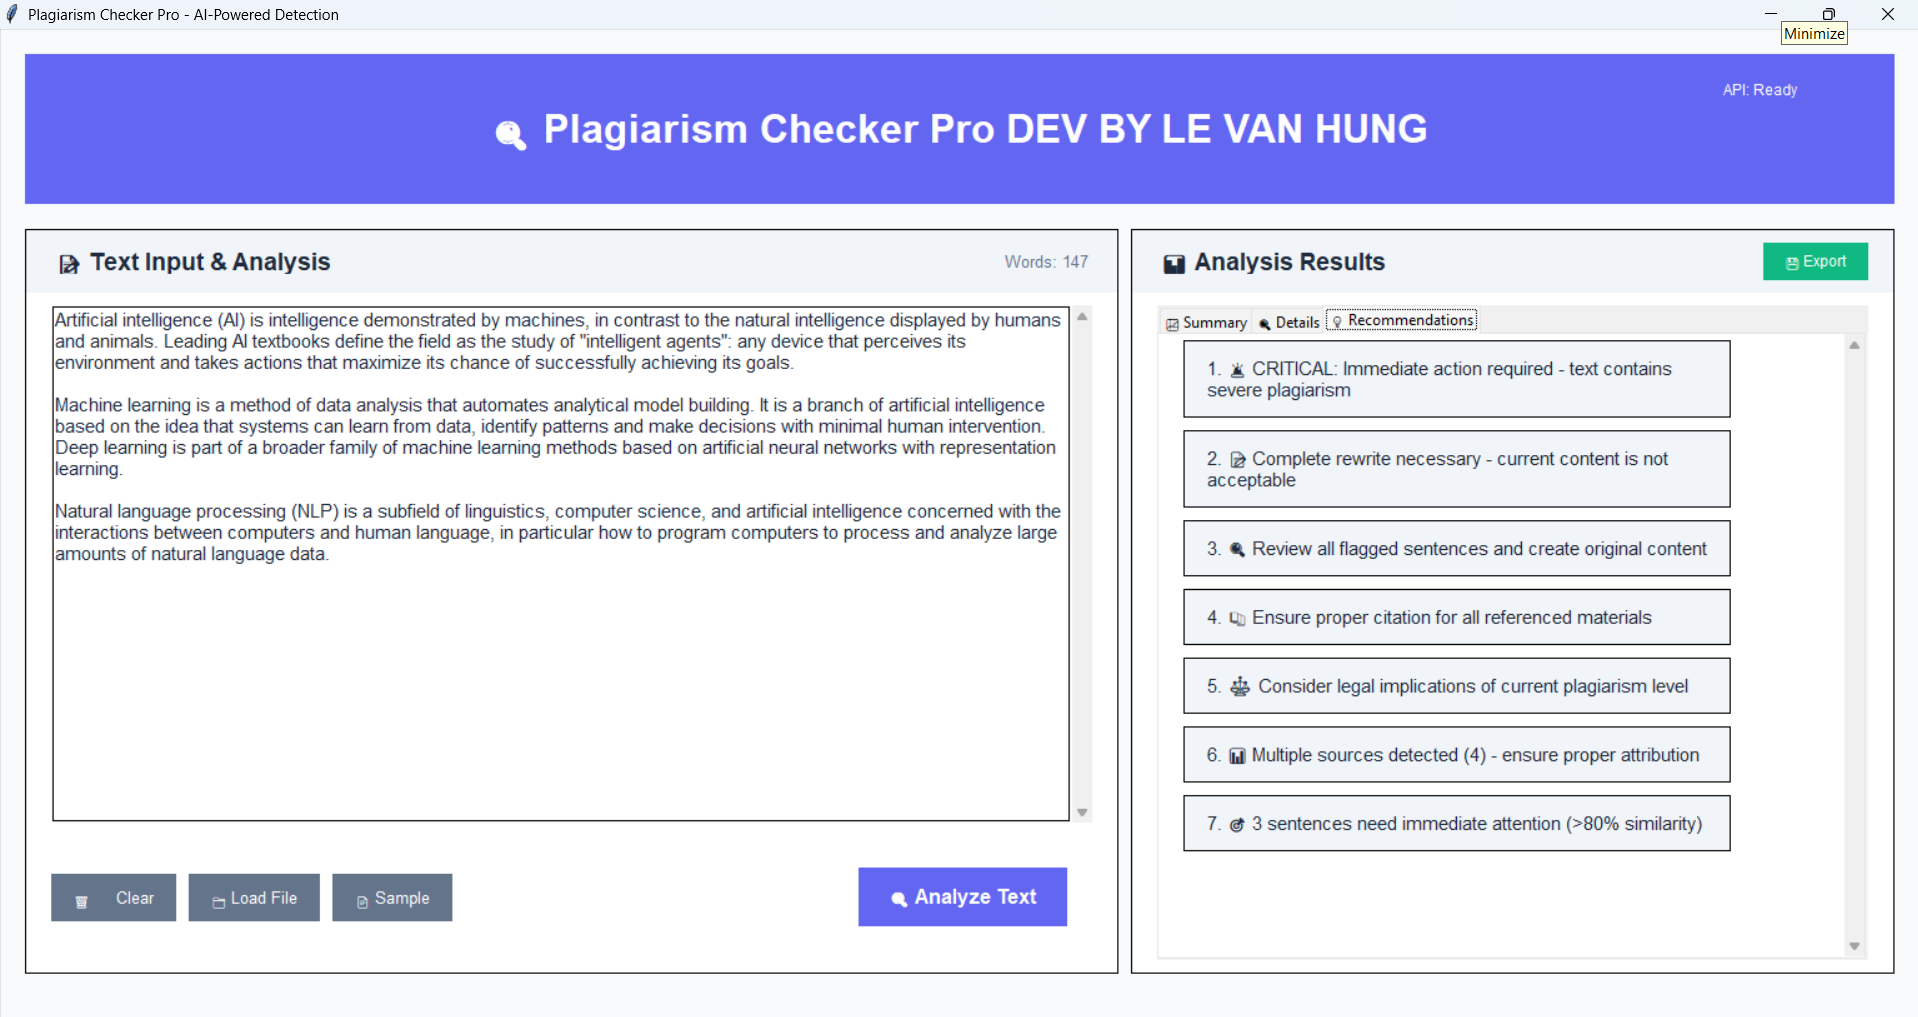 Plagiarism Checker Pro - AI-Powered Detection
Minimize
API: Ready
Plagiarism Checker Pro DEV BY LE VAN HUNG
Text Input & Analysis
Words: 147
Artificial intelligence (AI) is intelligence demonstrated by machines, in contrast to the natural intelligence displayed by humans
and animals. Leading AI textbooks define the field as the study of "intelligent agents": any device that perceives its
environment and takes actions that maximize its chance of successfully achieving its goals.
Machine learning is a method of data analysis that automates analytical model building. It is a branch of artificial intelligence
based on the idea that systems can learn from data, identify patterns and make decisions with minimal human intervention.
Deep learning is part of a broader family of machine learning methods based on artificial neural networks with representation
learning.
Natural language processing (NLP) is a subfield of linguistics, computer science, and artificial intelligence concerned with the
interactions between computers and human language, in particular how to program computers to process and analyze large
amounts of natural language data.
Clear
Load File
Sample
Analyze Text
Analysis Results
Export
Summary
Details
Recommendations
1. CRITICAL: Immediate action required - text contains
severe plagiarism
2. Complete rewrite necessary - current content is not
acceptable
3. Review all flagged sentences and create original content
4. Ensure proper citation for all referenced materials
5. Consider legal implications of current plagiarism level
6. Multiple sources detected (4) - ensure proper attribution
7. 3 sentences need immediate attention (>80% similarity)